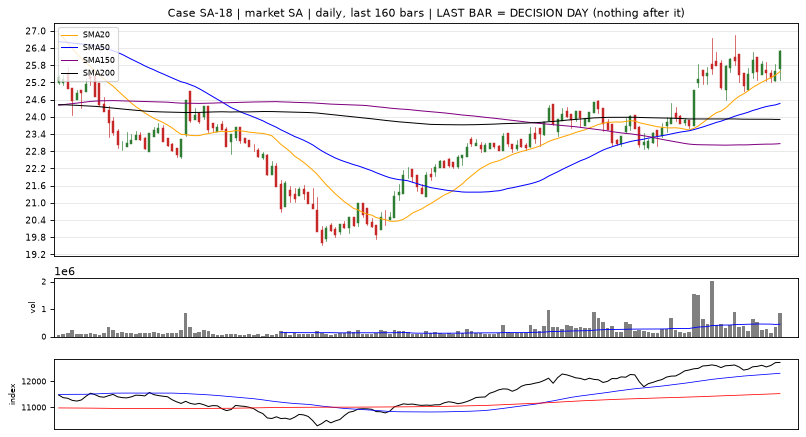 Case SA-18 | market SA | daily, last 160 bars | LAST BAR = DECISION DAY (nothing after it)
SMA20
SMA50
SMA150
SMA200
27.0
26.4
25.8
25.2
24.6
24.0
23.4
22.8
22.2
21.6
21.0
20.4
19.8
19.2
1e6
2
1
0
vol
12000
11000
index